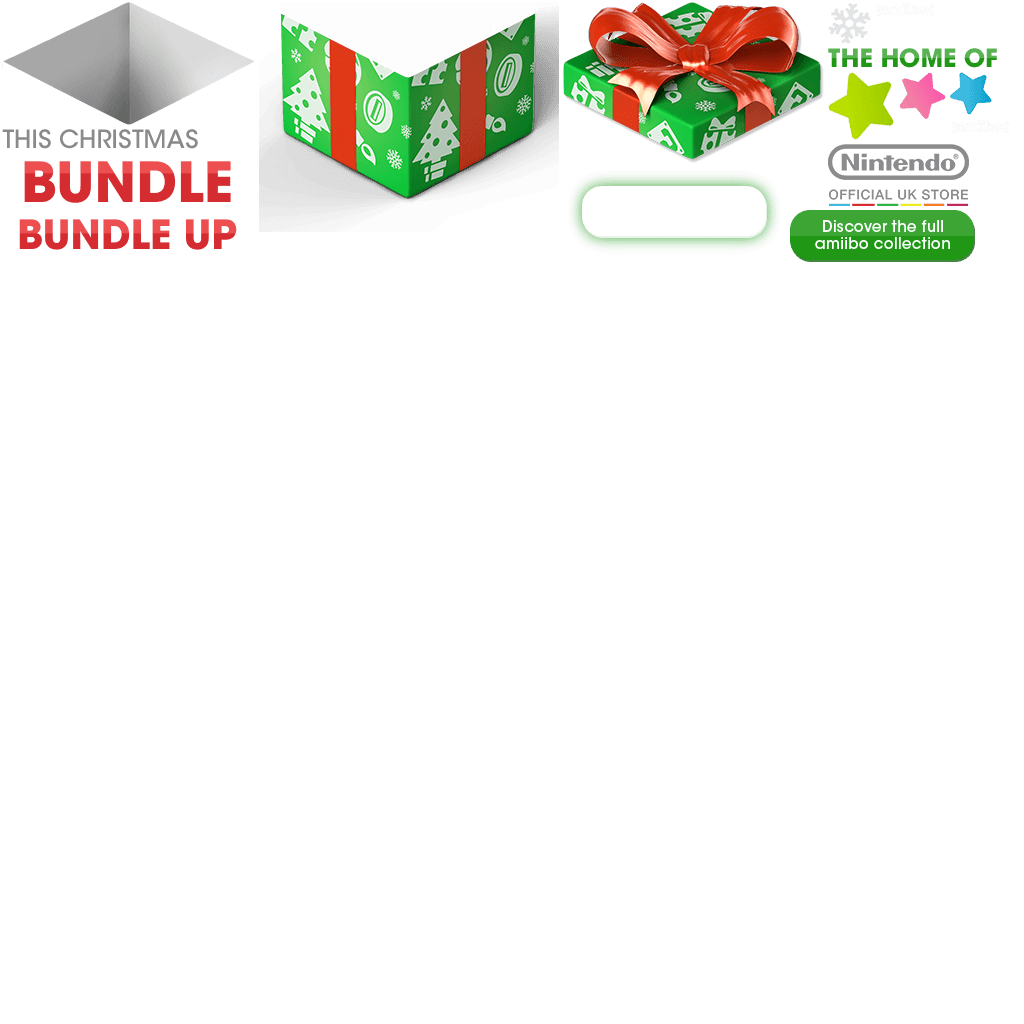 THIS CHRISTMAS
BUNDLE
BUNDLE UP
THE HOME OF
Nintendo®
OFFICIAL UK STORE
Discover the full
amiibo collection